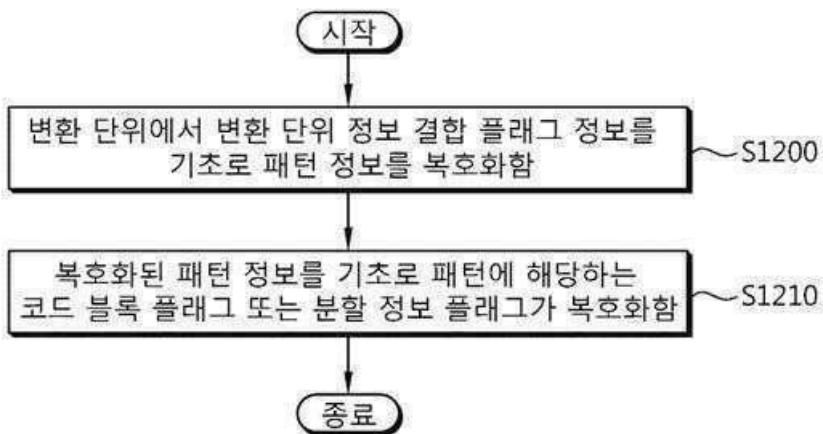 시작
변환 단위에서 변환 단위 정보 결합 플래그 정보를
기초로 패턴 정보를 복호화함
S1200
복호화된 패턴 정보를 기초로 패턴에 해당하는
코드 블록 플래그 또는 분할 정보 플래그가 복호화함
S1210
종료